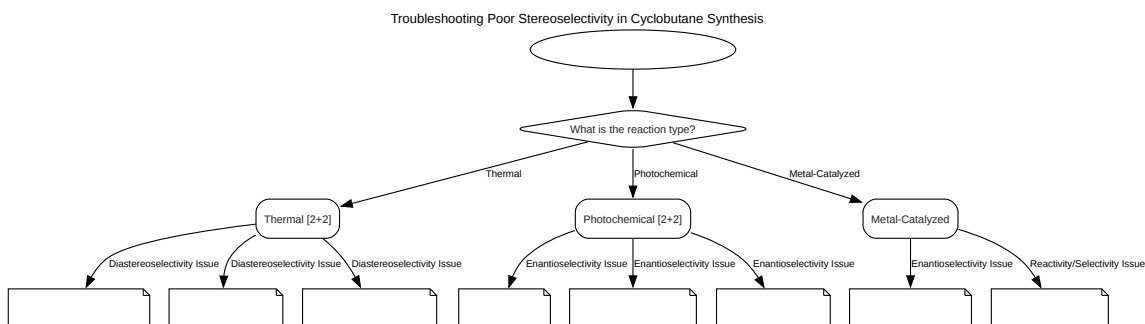 Troubleshooting Poor Stereoselectivity in Cyclobutane Synthesis
What is the reaction type?
Thermal
Photochemical
Metal-Catalyzed
Thermal [2+2]
Photochemical [2+2]
Metal-Catalyzed
Diastereoselectivity Issue
Diastereoselectivity Issue
Diastereoselectivity Issue
Enantioselectivity Issue
Enantioselectivity Issue
Enantioselectivity Issue
Enantioselectivity Issue
Reactivity/Selectivity Issue